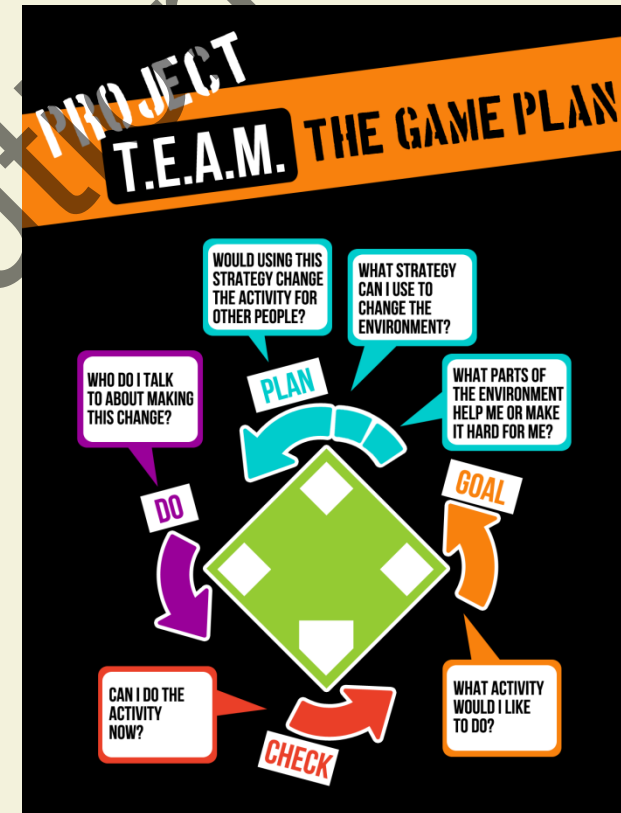 PROJECT
T.E.A.M. THE GAME PLAN
WOULD USING THIS
STRATEGY CHANGE
THE ACTIVITY FOR
OTHER PEOPLE?
WHAT STRATEGY
CAN I USE TO
CHANGE THE
ENVIRONMENT?
WHO DO I TALK
TO ABOUT MAKING
THIS CHANGE?
PLAN
WHAT PARTS OF
THE ENVIRONMENT
HELP ME OR MAKE
IT HARD FOR ME?
DO
GOAL
CAN I DO THE
ACTIVITY
NOW?
WHAT ACTIVITY
WOULD I LIKE
TO DO?
CHECK